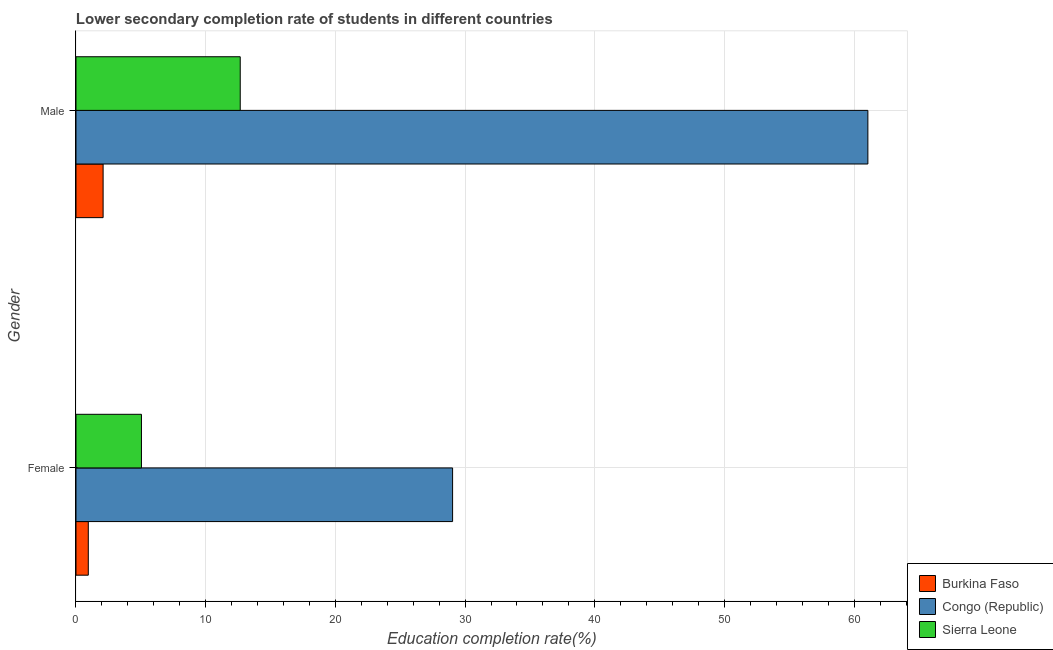 Lower secondary completion rate of students in different countries
Gender
Male
Female
0
10
20
30
40
50
60
Education completion rate(%)
Burkina Faso
Congo (Republic)
Sierra Leone